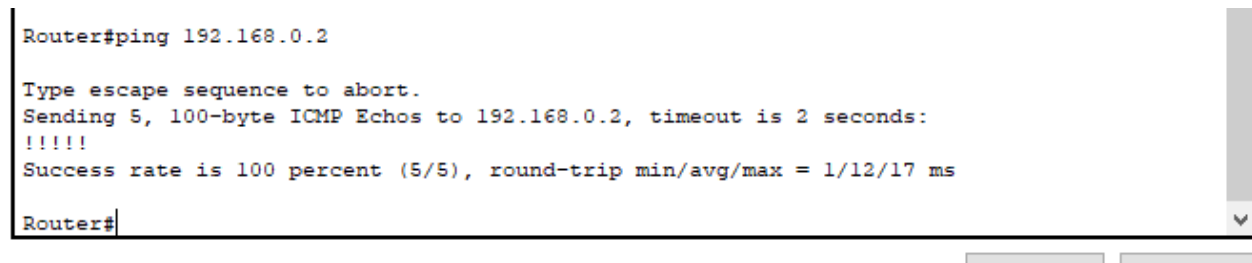 Router#ping 192.168.0.2
Type escape sequence to abort.
Sending 5, 100-byte ICMP Echos to 192.168.0.2, timeout is 2 seconds:
!!!!!
Success rate is 100 percent (5/5), round-trip min/avg/max = 1/12/17 ms
Router#